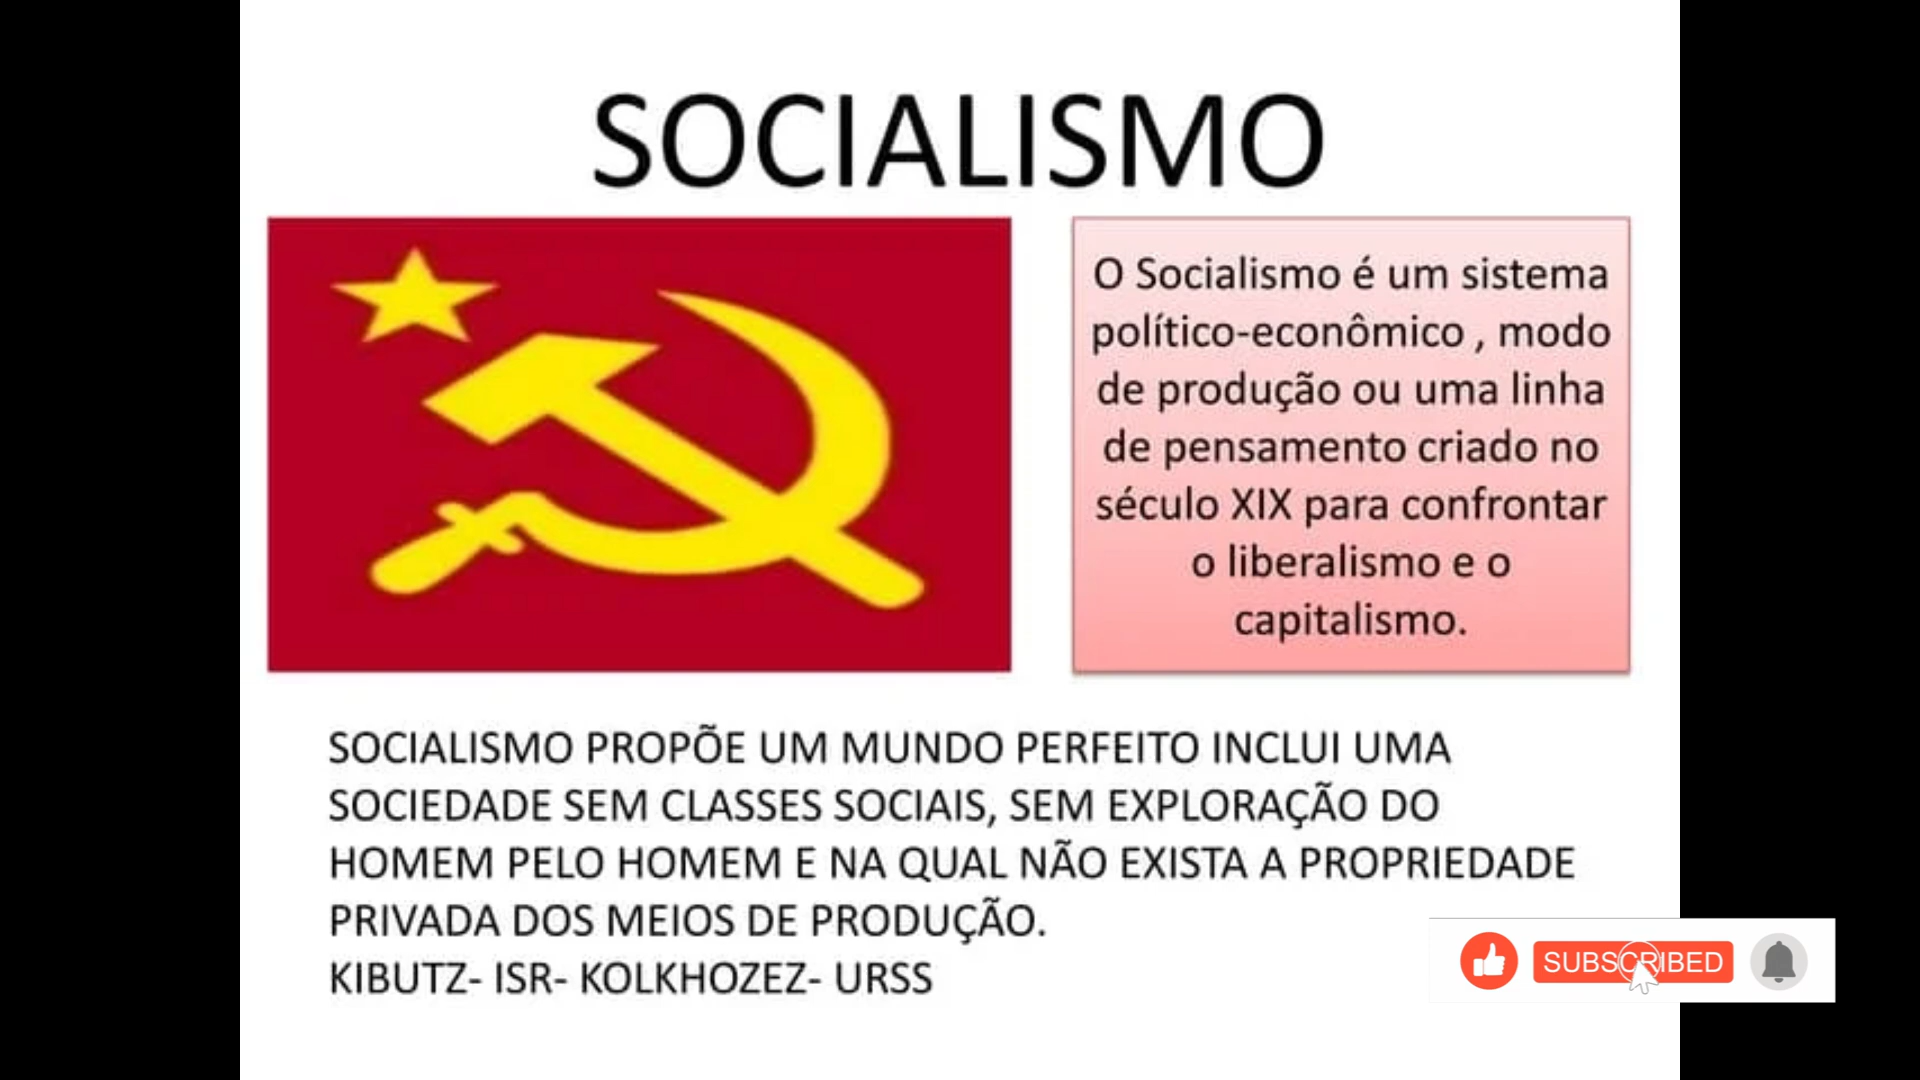 SOCIALISMO
O Socialismo é um sistema
político-econômico , modo
de produção ou uma linha
de pensamento criado no
século XIX para confrontar
o liberalismo e o
capitalismo.
SOCIALISMO PROPÕE UM MUNDO PERFEITO INCLUI UMA
SOCIEDADE SEM CLASSES SOCIAIS, SEM EXPLORAÇÃO DO
HOMEM PELO HOMEM E NA QUAL NÃO EXISTA A PROPRIEDADE
PRIVADA DOS MEIOS DE PRODUÇÃO.
KIBUTZ- ISR- KOLKHOZEZ- URSS
SUBSCRIBED